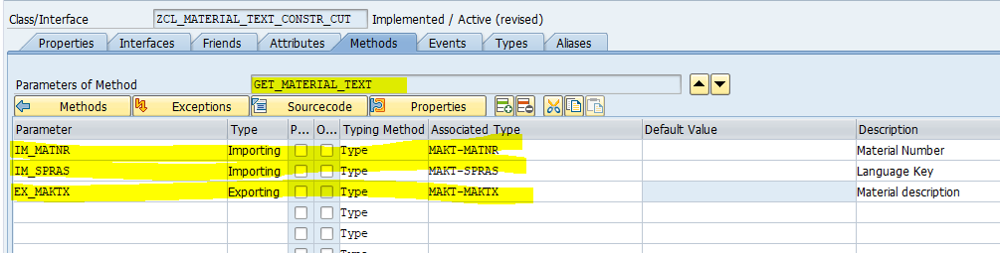 Class/Interface ZCL_MATERIAL_TEXT_CONSTR_CUT Implemented / Active (revised)
Properties Interfaces Friends Attributes Methods Events Types Aliases
Parameters of Method GET_MATERIAL_TEXT
Methods Exceptions Sourcecode Properties
Parameter Type P... O... Typing Method Associated Type Default Value Description
IM_MATNR Importing Type MAKT-MATNR Material Number
IM_SPRAS Importing Type MAKT-SPRAS Language Key
EX_MAKTX Exporting Type MAKT-MAKTX Material description
Type
Type
Type